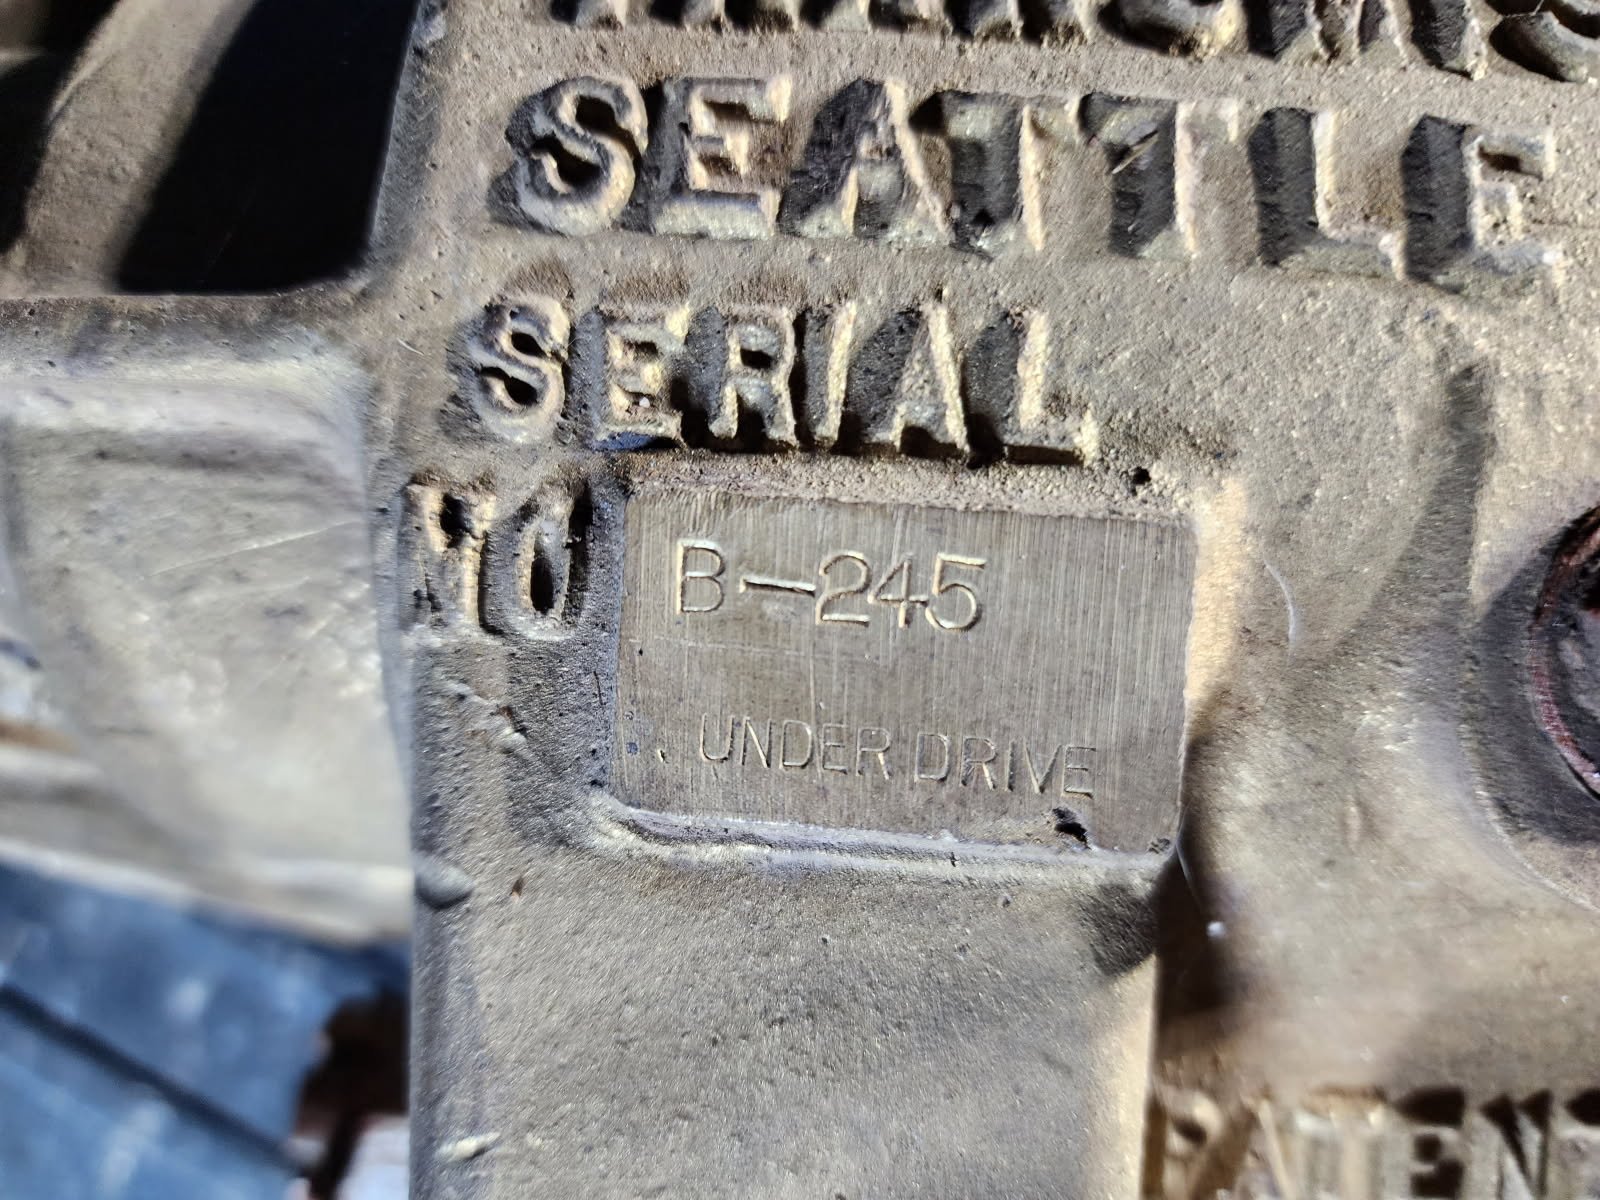 SEATTLE
SERIAL
NO B-245
UNDER DRIVE